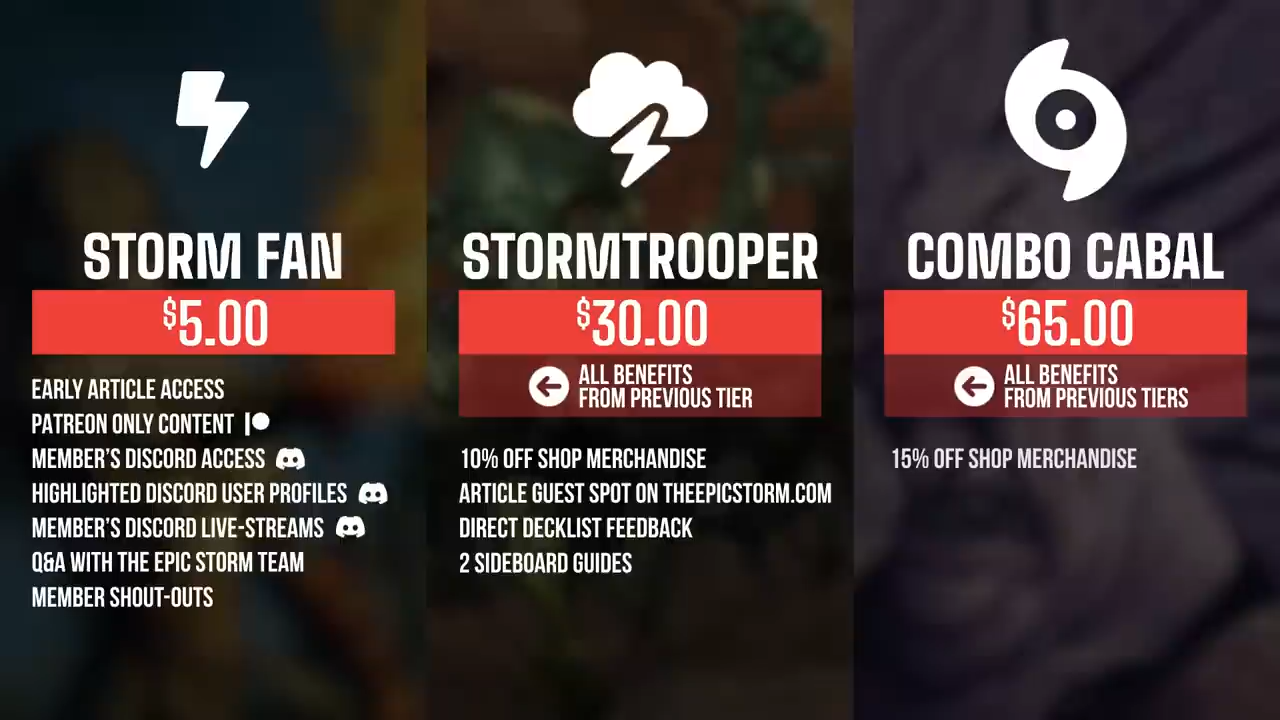 STORM FAN
$5.00
EARLY ARTICLE ACCESS
PATREON ONLY CONTENT
MEMBER'S DISCORD ACCESS
HIGHLIGHTED DISCORD USER PROFILES
MEMBER'S DISCORD LIVE-STREAMS
Q&A WITH THE EPIC STORM TEAM
MEMBER SHOUT-OUTS
STORMTROOPER
$30.00
ALL BENEFITS
FROM PREVIOUS TIER
10% OFF SHOP MERCHANDISE
ARTICLE GUEST SPOT ON THEEPICSTORM.COM
DIRECT DECKLIST FEEDBACK
2 SIDEBOARD GUIDES
COMBO CABAL
$65.00
ALL BENEFITS
FROM PREVIOUS TIERS
15% OFF SHOP MERCHANDISE